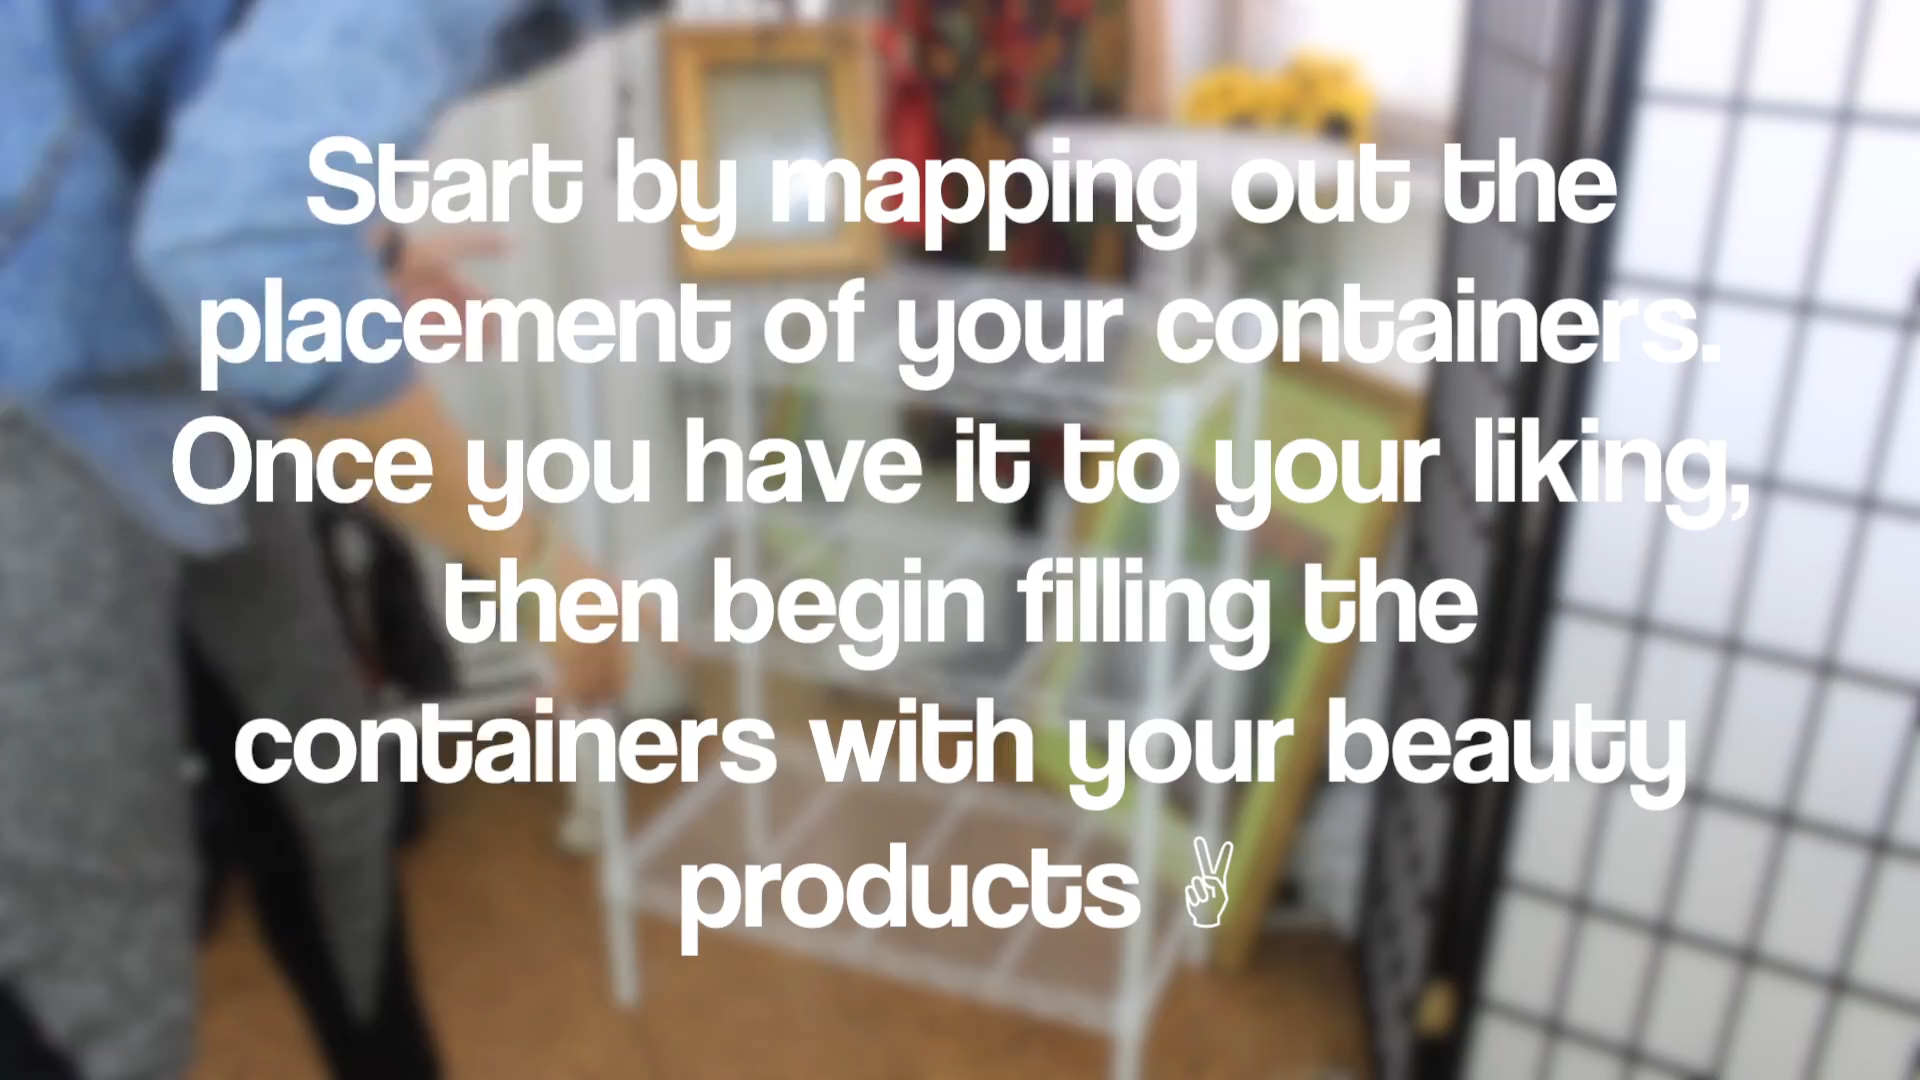 Start by mapping out the
placement of your containers.
Once you have it to your liking,
then begin filling the
containers with your beauty
products ✌